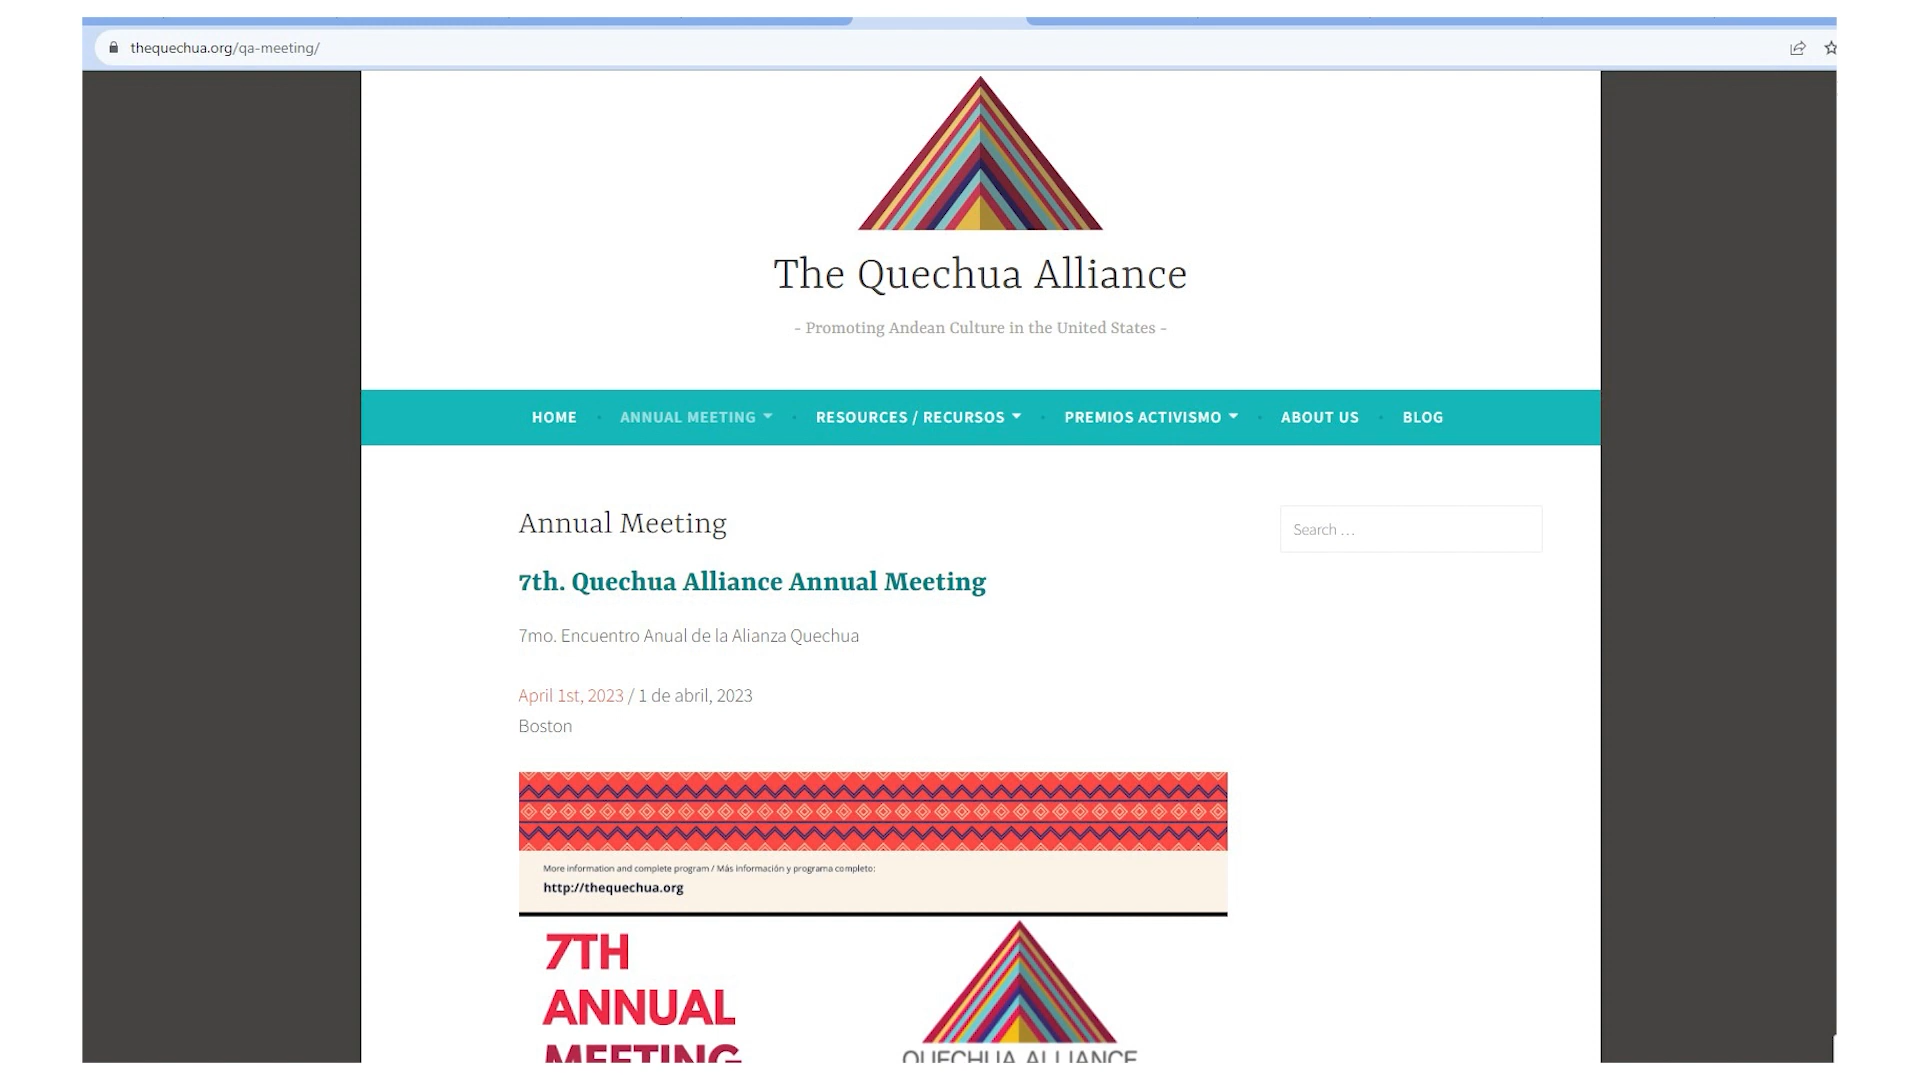 thequechua.org/qa-meeting/
The Quechua Alliance
- Promoting Andean Culture in the United States -
HOME
ANNUAL MEETING
RESOURCES / RECURSOS
PREMIOS ACTIVISMO
ABOUT US
BLOG
Annual Meeting
Search ...
7th. Quechua Alliance Annual Meeting
7mo. Encuentro Anual de la Alianza Quechua
April 1st, 2023 / 1 de abril, 2023
Boston
More information and complete program / Más información y programa completo:
http://thequechua.org
7TH
ANNUAL
MEETING
QUECHUA ALLIANCE